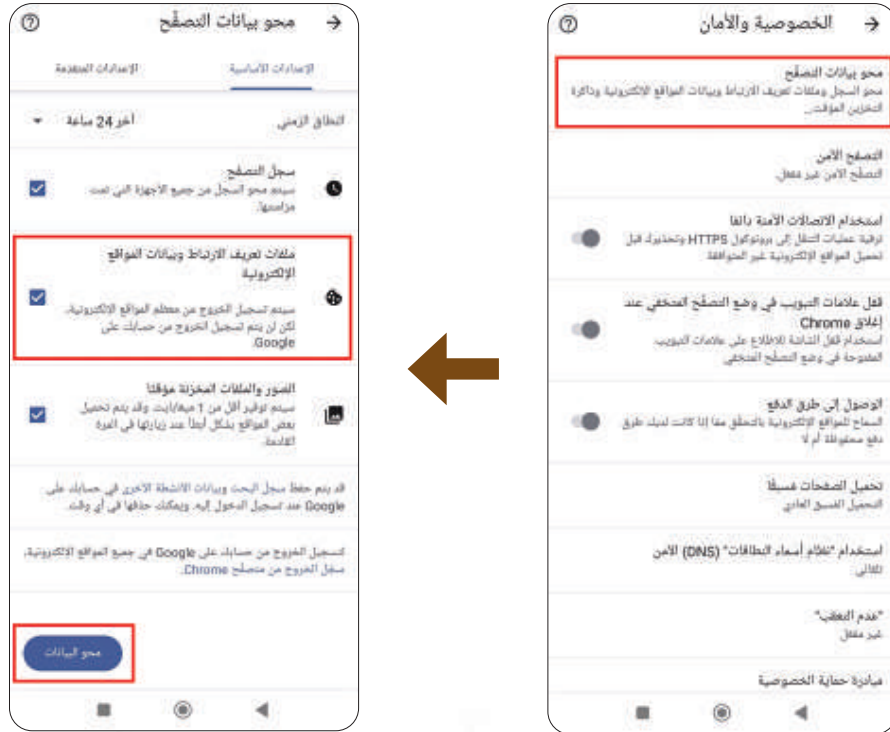 الخصوصية والأمان
محو بيانات التصفّح
محو السجل وملفات تعريف الارتباط وبيانات المواقع الإلكترونية وذاكرة
التخزين المؤقت...
التصفح الآمن
التصفّح الآمن غير مفعّل.
استخدام الاتصالات الآمنة دائمًا
ترقية عمليات التنقل إلى بروتوكول HTTPS وتحذيرك قبل
تحميل المواقع الإلكترونية غير المتوافقة
قفل علامات التبويب في وضع التصفّح المتخفي عند
إغلاق Chrome
استخدام قفل الشاشة للاطلاع على علامات التبويب
المفتوحة في وضع التصفّح المتخفي
الوصول إلى طرق الدفع
السماح للمواقع الإلكترونية بالتحقّق مما إذا كانت لديك طرق
دفع محفوظة أم لا
تحميل الصفحات مسبقًا
التحميل المسبق العادي
استخدام "نظام أسماء النطاقات" (DNS) الآمن
تلقائي
"عدم التعقب"
غير مفعّل
مبادرة حماية الخصوصية
محو بيانات التصفّح
الإعدادات الأساسية
الإعدادات المتقدمة
النطاق الزمني
آخر 24 ساعة
سجل التصفّح
سيتم محو السجل من جميع الأجهزة التي تمت
مزامنتها.
ملفات تعريف الارتباط وبيانات المواقع
الإلكترونية
سيتم تسجيل الخروج من معظم المواقع الإلكترونية،
لكن لن يتم تسجيل الخروج من حسابك على
Google.
الصور والملفات المخزنة مؤقتًا
سيتم توفير أقل من 1 ميغابايت. وقد يتم تحميل
بعض المواقع بشكل أبطأ عند زيارتها في المرة
القادمة.
قد يتم حفظ سجل البحث وبيانات الأنشطة الأخرى في حسابك على
Google عند تسجيل الدخول إليه. ويمكنك حذفها في أي وقت.
لتسجيل الخروج من حسابك على Google في جميع المواقع الإلكترونية،
سجّل الخروج من متصفّح Chrome.
محو البيانات